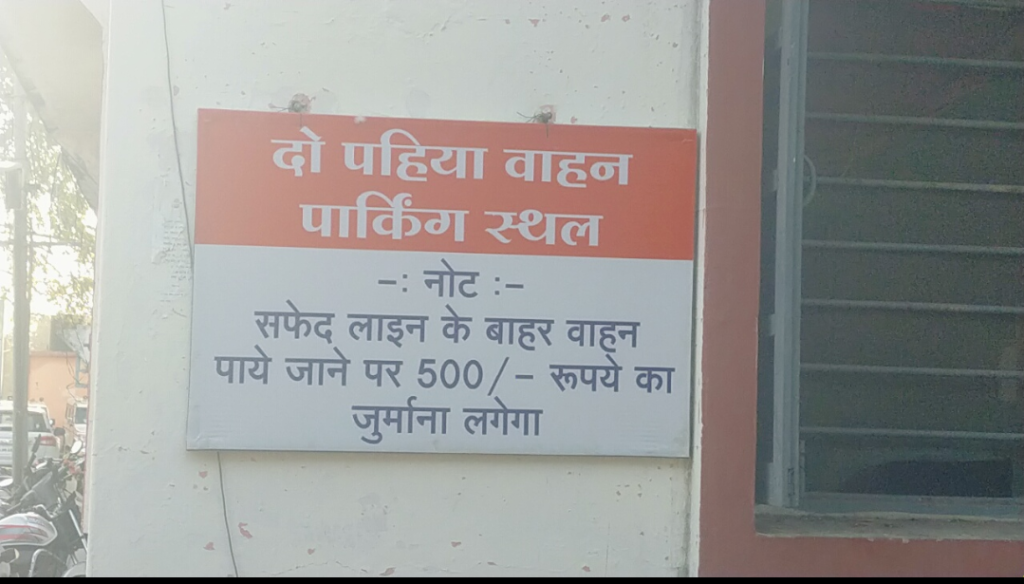 दो पहिया वाहन
पार्किंग स्थल
-: नोट :-
सफेद लाइन के बाहर वाहन
पाये जाने पर 500/- रूपये का
जुर्माना लगेगा